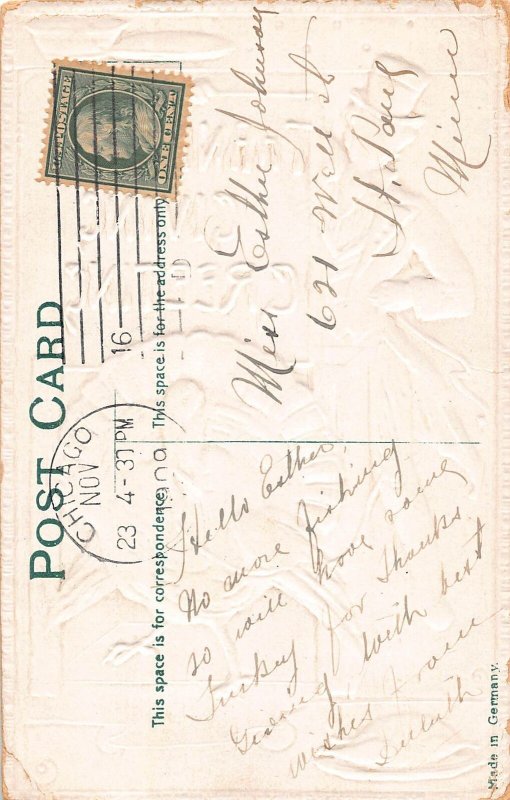 POST CARD
This space is for correspondence.
This space is for the address only
U.S. POSTAGE
ONE CENT
CHICAGO
NOV
23 4-30 PM
16
Hello Esther,
No more fishing
so will have some
Turkey for Thanks
Giving With best
wishes From
Duluth
Miss Esther Johnson
621 Well St
St. Paul
Minn
Made in Germany.